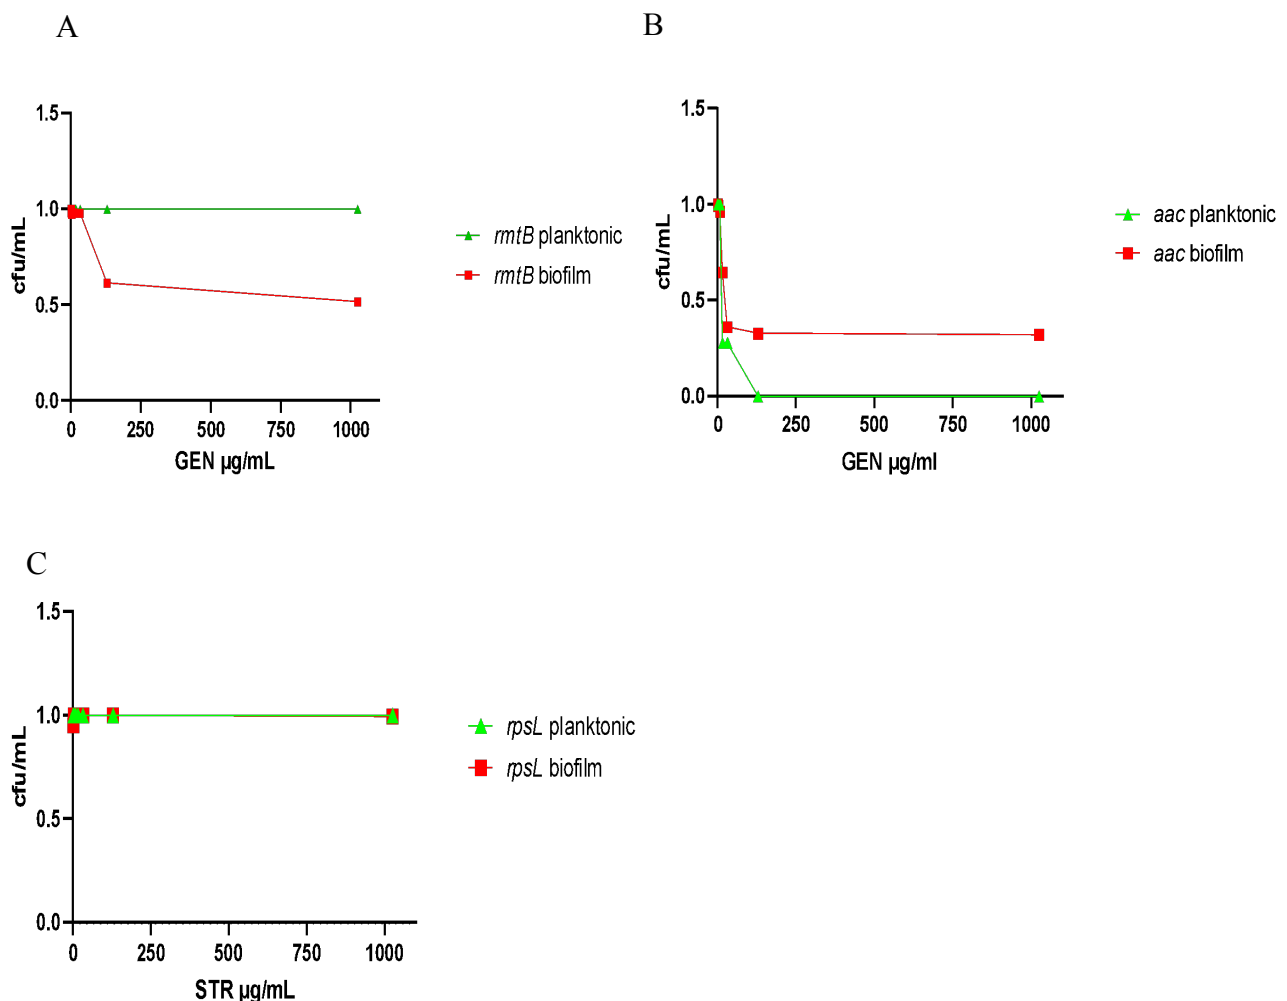 A
1.5
1.0
0.5
0.0
cfu/mL
0 250 500 750 1000
GEN µg/mL
rmtB planktonic
rmtB biofilm
B
1.5
1.0
0.5
0.0
cfu/mL
0 250 500 750 1000
GEN µg/ml
aac planktonic
aac biofilm
C
1.5
1.0
0.5
0.0
cfu/mL
0 250 500 750 1000
STR µg/mL
rpsL planktonic
rpsL biofilm